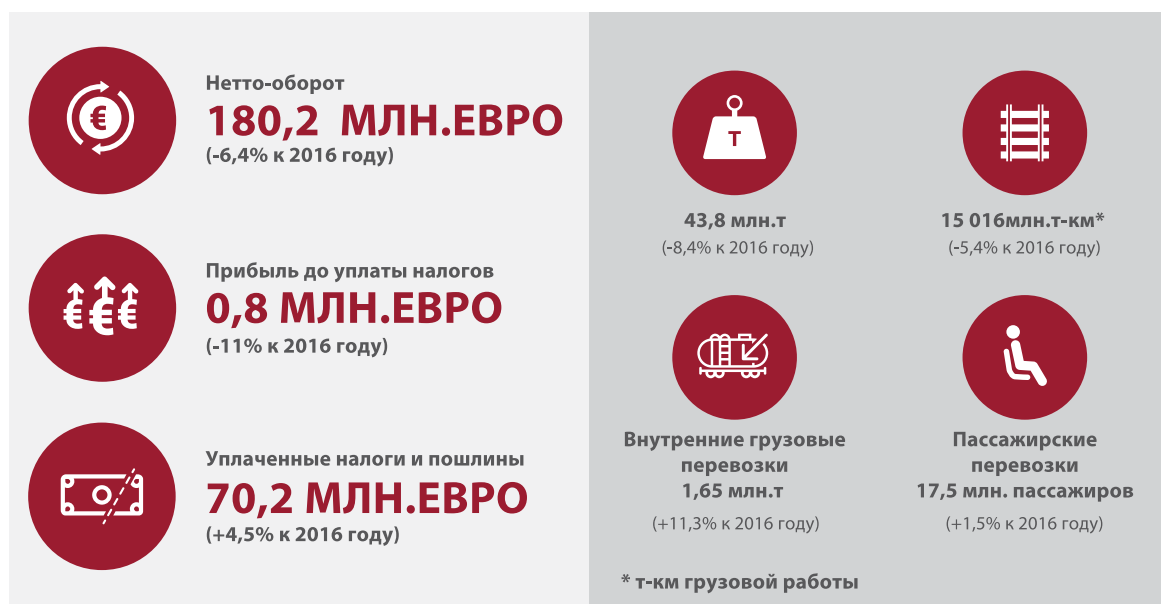 Нетто-оборот
180,2 МЛН.ЕВРО
(-6,4% к 2016 году)
Прибыль до уплаты налогов
0,8 МЛН.ЕВРО
(-11% к 2016 году)
Уплаченные налоги и пошлины
70,2 МЛН.ЕВРО
(+4,5% к 2016 году)
Т
43,8 млн.т
(-8,4% к 2016 году)
15 016млн.т-км*
(-5,4% к 2016 году)
Внутренние грузовые
перевозки
1,65 млн.т
(+11,3% к 2016 году)
Пассажирские
перевозки
17,5 млн. пассажиров
(+1,5% к 2016 году)
* т-км грузовой работы